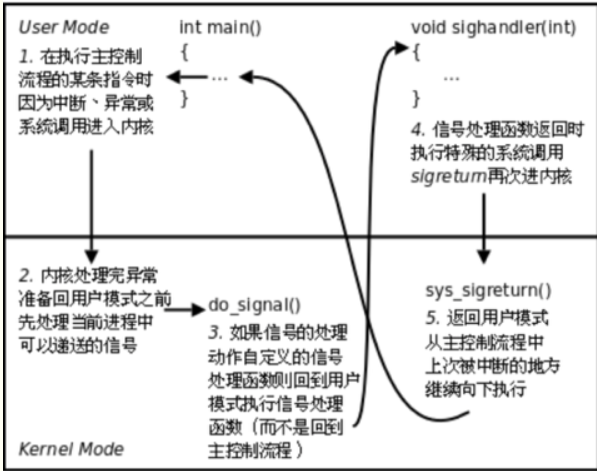 User Mode
1. 在执行主控制
流程的某条指令时
因为中断、异常或
系统调用进入内核
int main()
{
...
}
void sighandler(int)
{
...
}
4. 信号处理函数返回时
执行特殊的系统调用
sigreturn再次进内核
2. 内核处理完异常
准备回用户模式之前
先处理当前进程中
可以递送的信号
do_signal()
3. 如果信号的处理
动作自定义的信号
处理函数则回到用户
模式执行信号处理
函数（而不是回到
主控制流程）
sys_sigreturn()
5. 返回用户模式
从主控制流程中
上次被中断的地方
继续向下执行
Kernel Mode